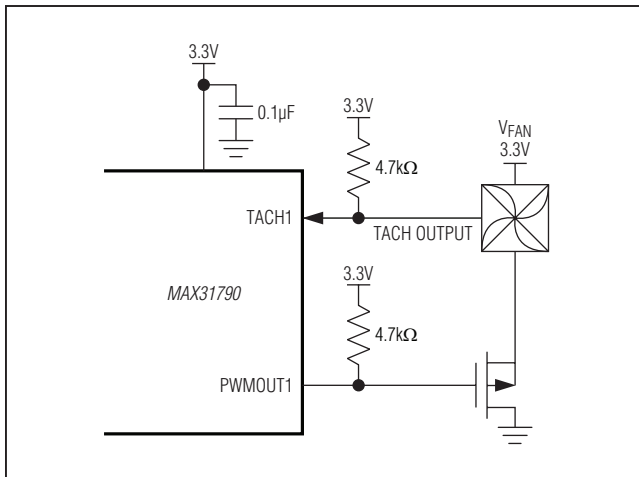 3.3V
0.1µF
3.3V
4.7kΩ
VFAN
3.3V
TACH1
TACH OUTPUT
MAX31790
3.3V
4.7kΩ
PWMOUT1